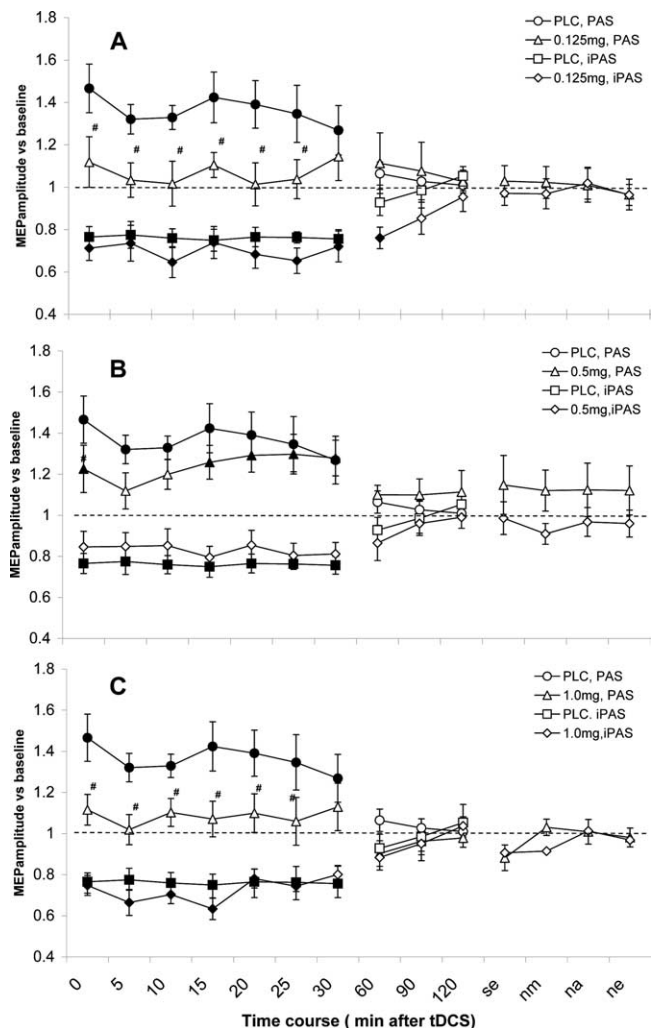 A
PLC, PAS
0.125mg, PAS
PLC, iPAS
0.125mg, iPAS
MEPamplitude vs baseline
1.8
1.6
1.4
1.2
1
0.8
0.6
0.4
# # # # # #
B
PLC, PAS
0.5mg, PAS
PLC, iPAS
0.5mg,iPAS
MEPamplitude vs baseline
1.8
1.6
1.4
1.2
1
0.8
0.6
0.4
#
C
PLC, PAS
1.0mg, PAS
PLC. iPAS
1.0mg,iPAS
MEPamplitude vs baseline
1.8
1.6
1.4
1.2
1
0.8
0.6
0.4
# # # # # #
0 5 10 15 20 25 30 60 90 120 se nm na ne
Time course ( min after tDCS)